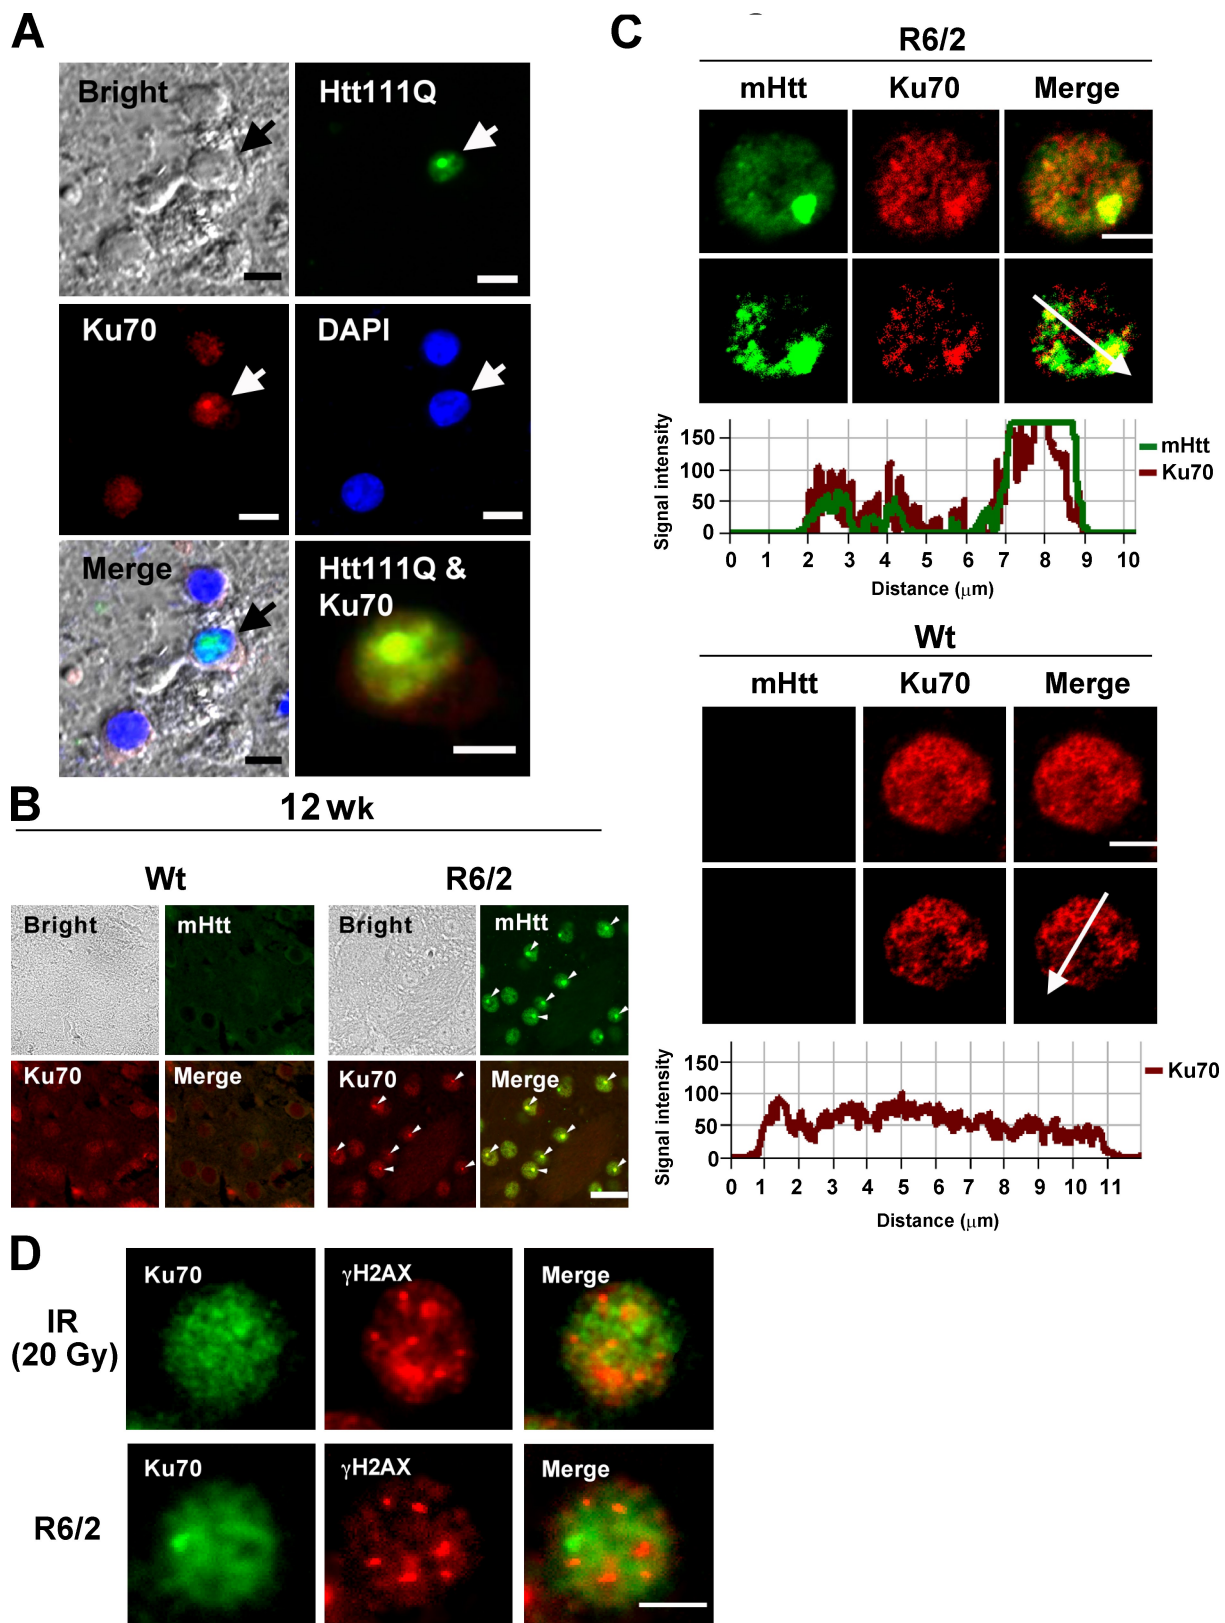 A
Bright
Htt111Q
Ku70
DAPI
Merge
Htt111Q &
Ku70
B
12 wk
Wt
R6/2
Bright
mHtt
Bright
mHtt
Ku70
Merge
Ku70
Merge
C
R6/2
mHtt
Ku70
Merge
Signal intensity
150
100
50
0
mHtt
Ku70
0 1 2 3 4 5 6 7 8 9 10
Distance (μm)
Wt
mHtt
Ku70
Merge
Signal intensity
150
100
50
0
Ku70
0 1 2 3 4 5 6 7 8 9 10 11
Distance (μm)
D
IR
(20 Gy)
Ku70
γH2AX
Merge
R6/2
Ku70
γH2AX
Merge